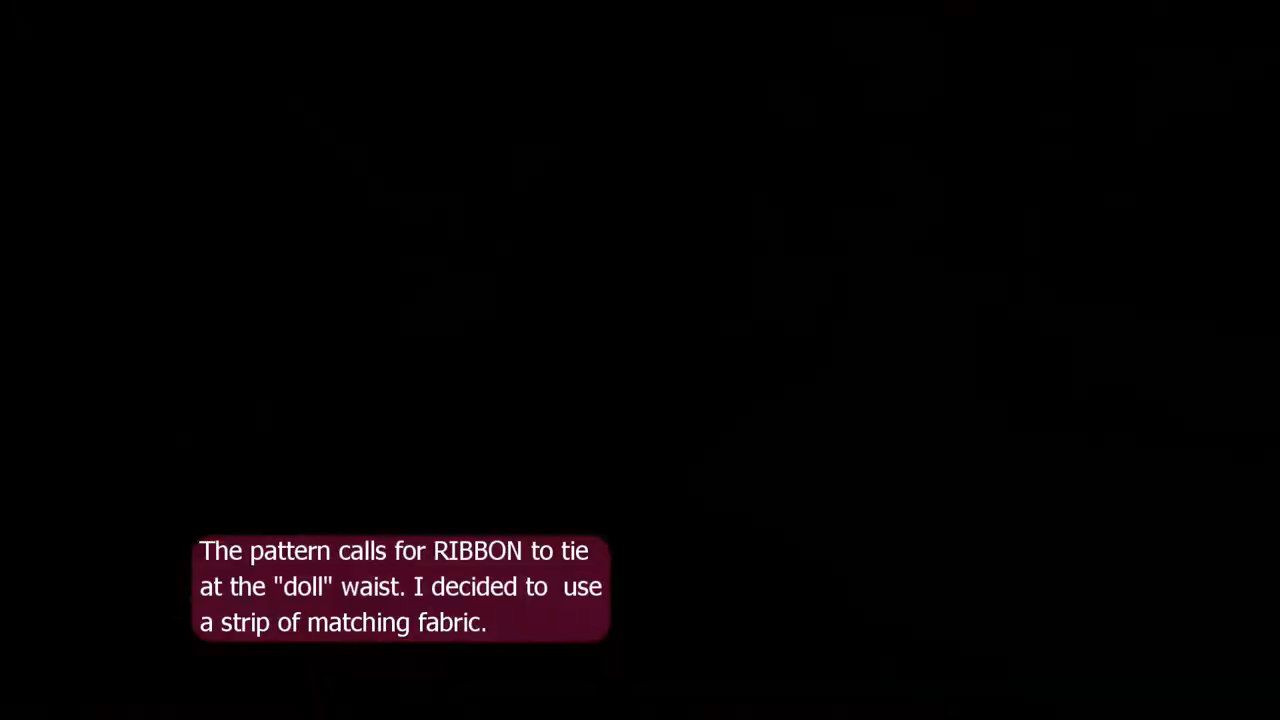 The pattern calls for RIBBON to tie
at the "doll" waist. I decided to  use
a strip of matching fabric.